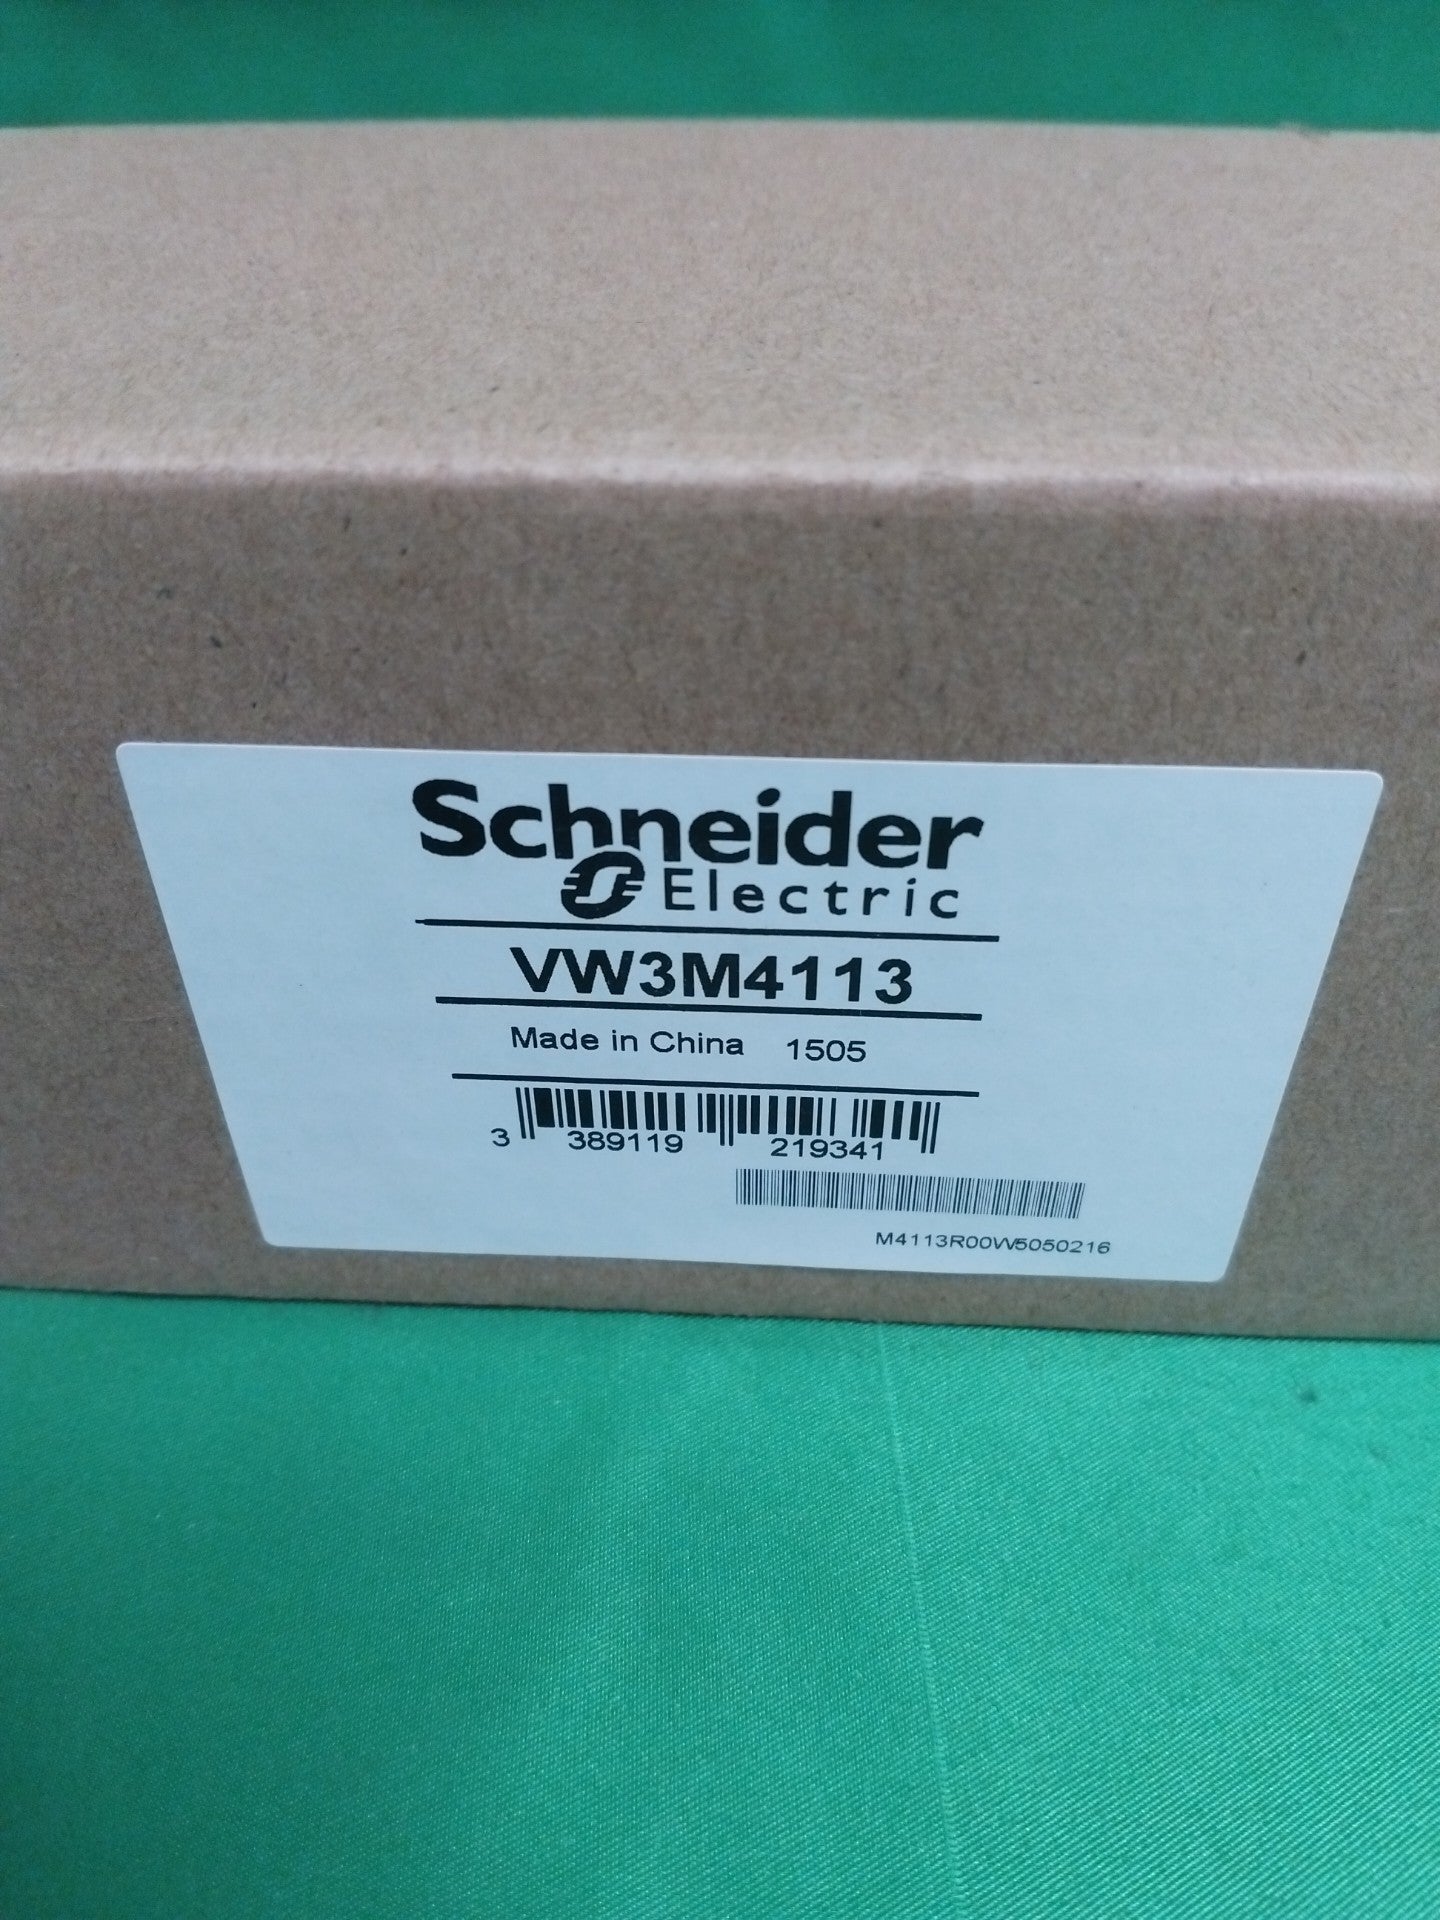 Schneider
Electric
VW3M4113
Made in China 1505
3 389119 219341
M4113R00W5050216